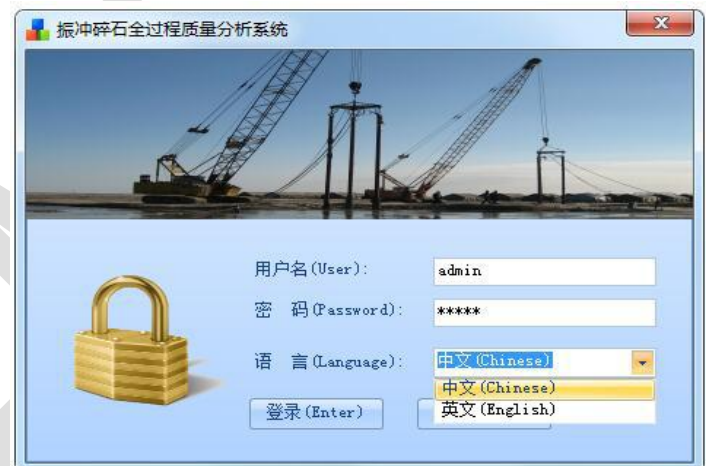 振冲碎石全过程质量分析系统
用户名(User): admin
密 码(Password): *****
语 言(Language): 中文(Chinese)
中文(Chinese)
英文(English)
登录(Enter)